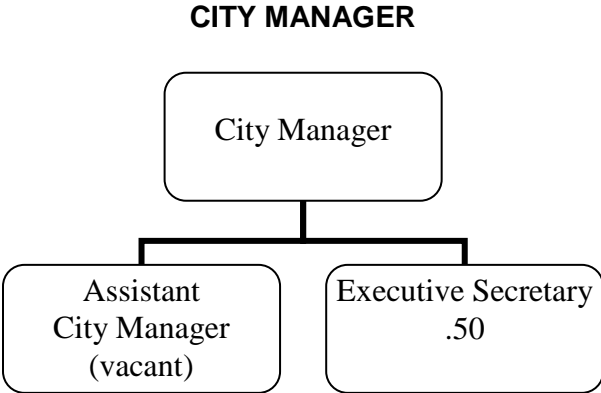 CITY MANAGER
City Manager
Assistant
City Manager
(vacant)
Executive Secretary
.50